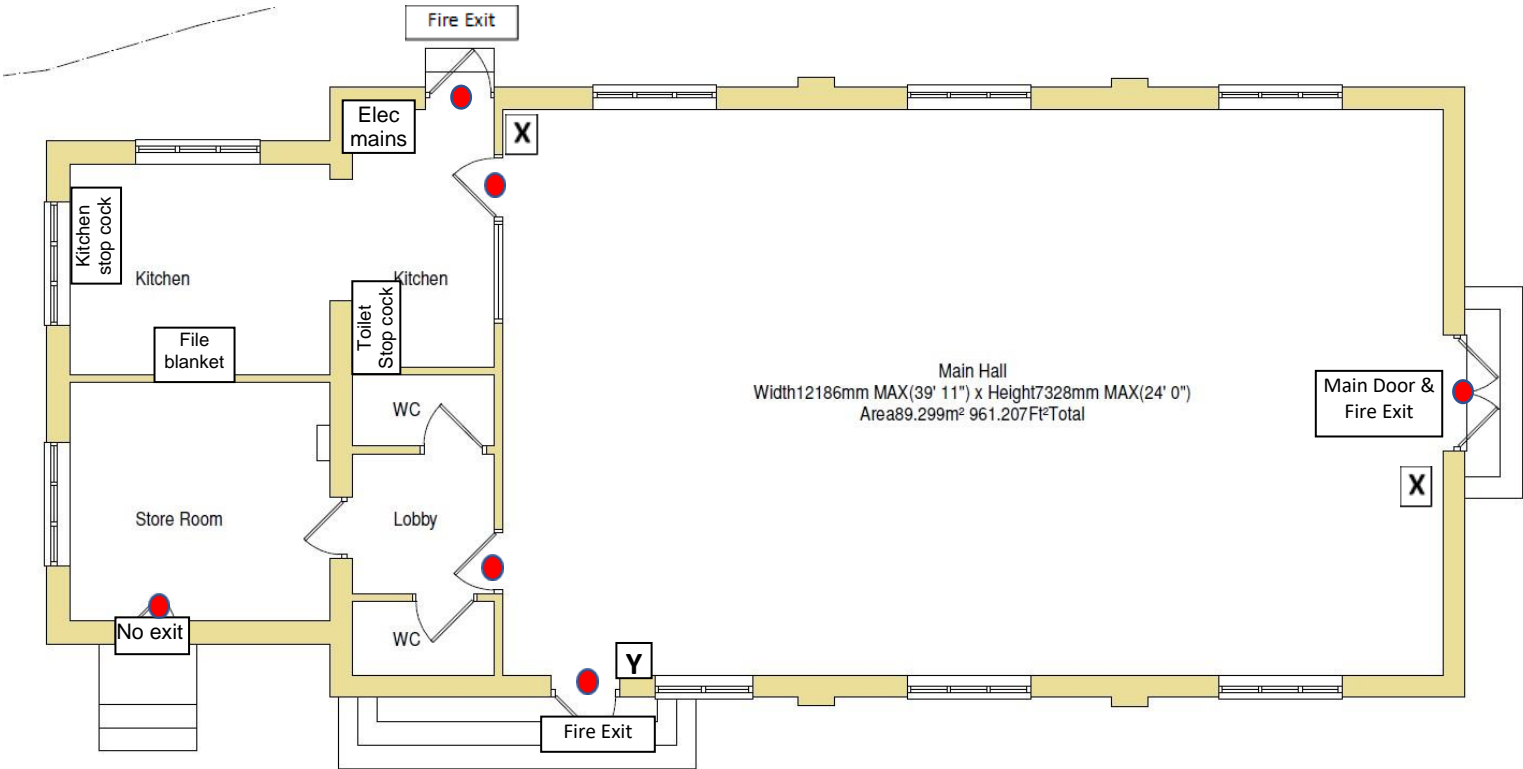 Fire Exit
Elec
mains
X
Kitchen
stop cock
Kitchen
Kitchen
Toilet
Stop cock
File
blanket
Main Hall
Width12186mm MAX(39' 11") x Height7328mm MAX(24' 0")
Area89.299m² 961.207Ft²Total
Main Door &
Fire Exit
WC
X
Store Room
Lobby
No exit
WC
Y
Fire Exit